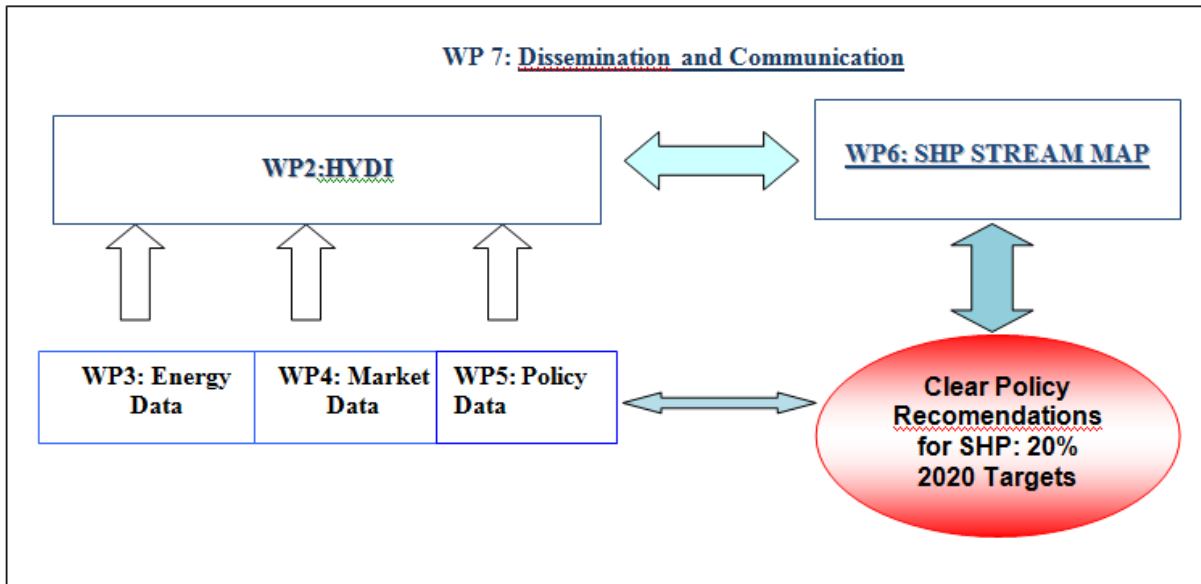 WP 7: Dissemination and Communication
WP2:HYDI
WP6: SHP STREAM MAP
WP3: Energy
Data
WP4: Market
Data
WP5: Policy
Data
Clear Policy
Recomendations
for SHP: 20%
2020 Targets